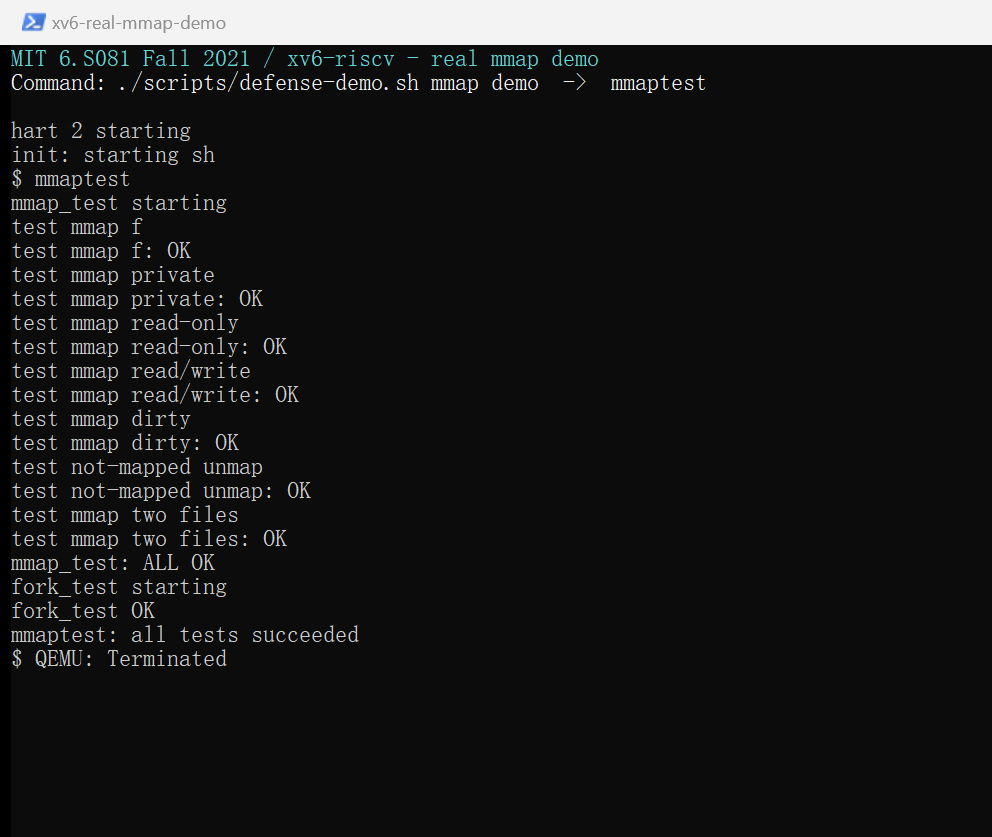 xv6-real-mmap-demo
MIT 6.S081 Fall 2021 / xv6-riscv - real mmap demo
Command: ./scripts/defense-demo.sh mmap demo  ->  mmaptest
hart 2 starting
init: starting sh
$ mmaptest
mmap_test starting
test mmap f
test mmap f: OK
test mmap private
test mmap private: OK
test mmap read-only
test mmap read-only: OK
test mmap read/write
test mmap read/write: OK
test mmap dirty
test mmap dirty: OK
test not-mapped unmap
test not-mapped unmap: OK
test mmap two files
test mmap two files: OK
mmap_test: ALL OK
fork_test starting
fork_test OK
mmaptest: all tests succeeded
$ QEMU: Terminated